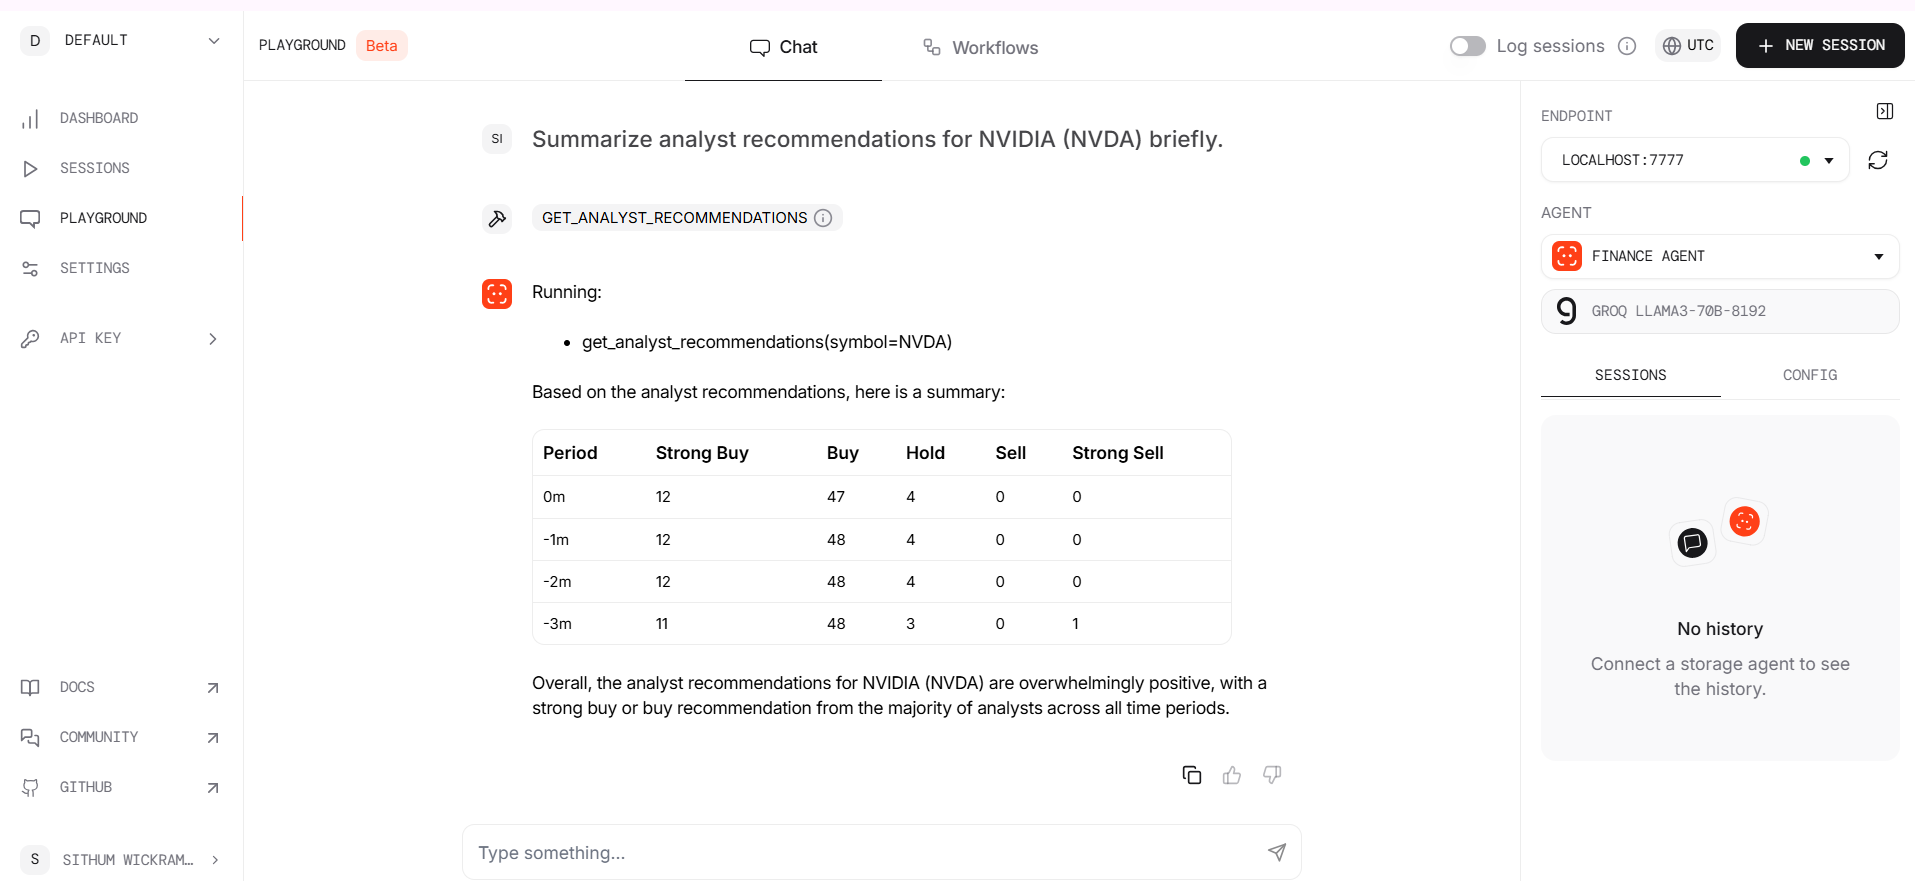 D DEFAULT
DASHBOARD
SESSIONS
PLAYGROUND
SETTINGS
API KEY
DOCS
COMMUNITY
GITHUB
S SITHUM WICKRAM...
PLAYGROUND Beta
Chat
Workflows
Log sessions
UTC
NEW SESSION
SI Summarize analyst recommendations for NVIDIA (NVDA) briefly.
GET_ANALYST_RECOMMENDATIONS
Running:
• get_analyst_recommendations(symbol=NVDA)
Based on the analyst recommendations, here is a summary:
Period Strong Buy Buy Hold Sell Strong Sell
0m 12 47 4 0 0
-1m 12 48 4 0 0
-2m 12 48 4 0 0
-3m 11 48 3 0 1
Overall, the analyst recommendations for NVIDIA (NVDA) are overwhelmingly positive, with a
strong buy or buy recommendation from the majority of analysts across all time periods.
Type something...
ENDPOINT
LOCALHOST:7777
AGENT
FINANCE AGENT
GROQ LLAMA3-70B-8192
SESSIONS CONFIG
No history
Connect a storage agent to see
the history.